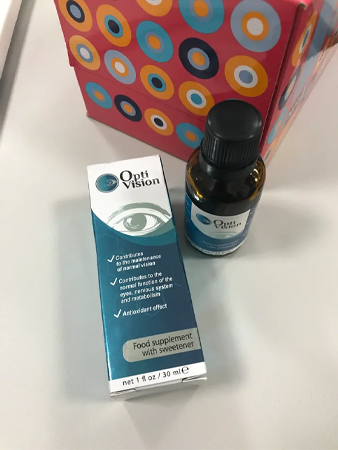 Opti
Vision
Contributes
to the maintenance
of normal vision
Contributes to the
normal function of the
eyes, nervous system
and metabolism
Antioxidant effect
Food supplement
with sweetener
net 1 fl oz / 30 ml ℮
Opti
Vision